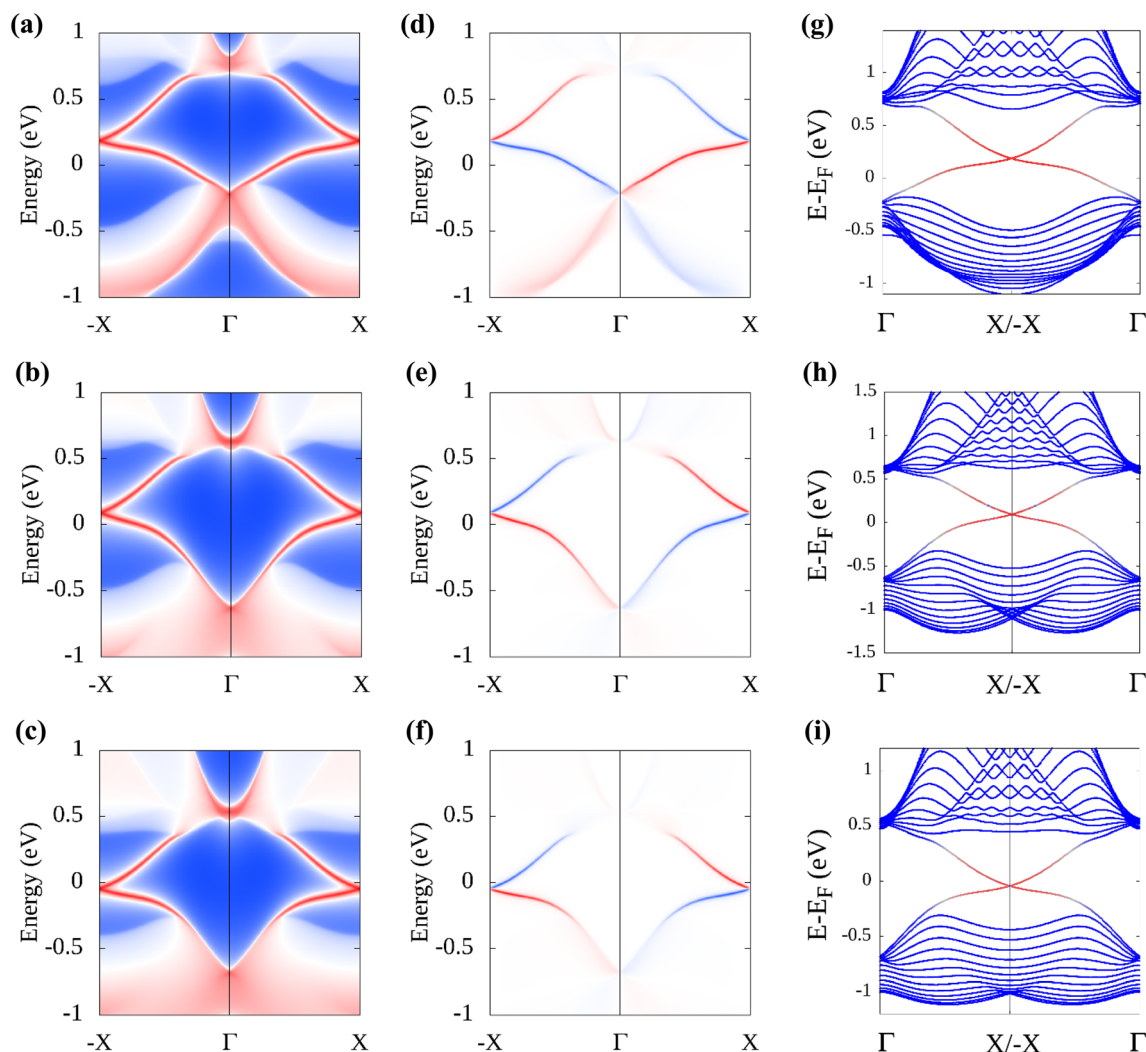 (a)
1
0.5
0
-0.5
-1
Energy (eV)
-X Γ X
(d)
1
0.5
0
-0.5
-1
Energy (eV)
-X Γ X
(g)
1
0.5
0
-0.5
-1
E-E_F (eV)
Γ X/-X Γ
(b)
1
0.5
0
-0.5
-1
Energy (eV)
-X Γ X
(e)
1
0.5
0
-0.5
-1
Energy (eV)
-X Γ X
(h)
1.5
1
0.5
0
-0.5
-1
-1.5
E-E_F (eV)
Γ X/-X Γ
(c)
1
0.5
0
-0.5
-1
Energy (eV)
-X Γ X
(f)
1
0.5
0
-0.5
-1
Energy (eV)
-X Γ X
(i)
1
0.5
0
-0.5
-1
E-E_F (eV)
Γ X/-X Γ